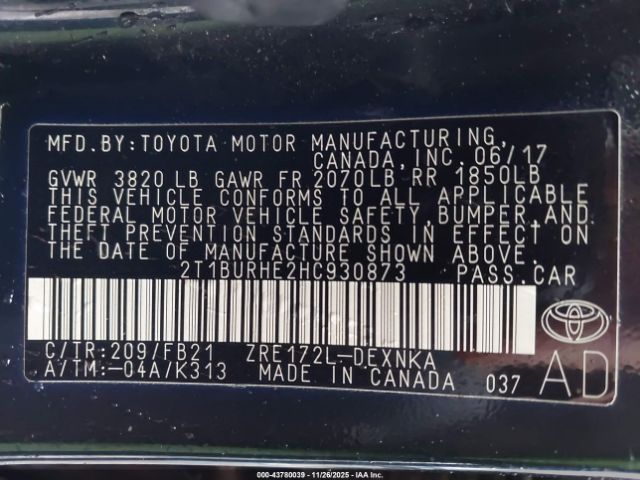 MFD.BY:TOYOTA MOTOR MANUFACTURING,
CANADA,INC.06/17
GVWR 3820 LB GAWR FR 2070LB RR 1850LB
THIS VEHICLE CONFORMS TO ALL APPLICABLE
FEDERAL MOTOR VEHICLE SAFETY,BUMPER,AND
THEFT PREVENTION STANDARDS IN EFFECT ON
THE DATE OF MANUFACTURE SHOWN ABOVE.
2T1BURHE2HC930873 PASS.CAR
C/TR:209/FB21 ZRE172L-DEXNKA
A/TM:-04A/K313 MADE IN CANADA 037
AD
000-43780039 - 11/26/2025 - IAA Inc.